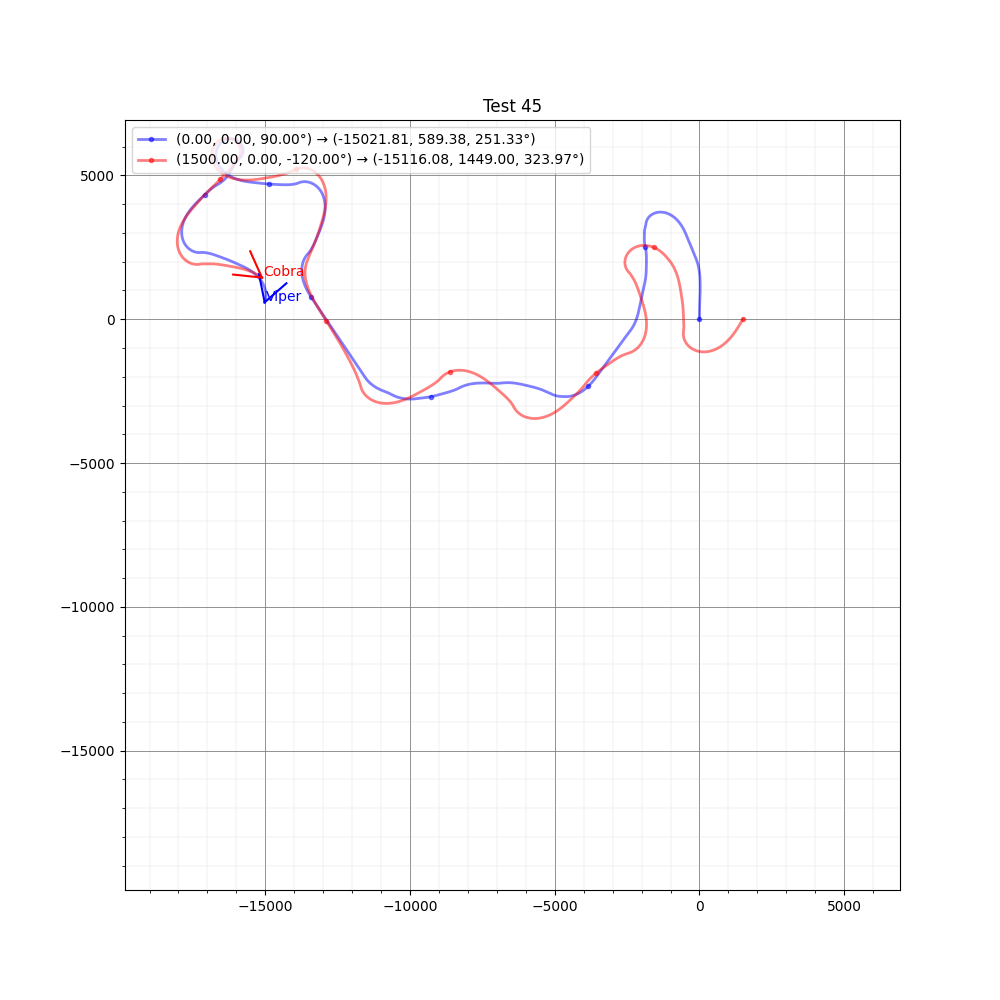 Test 45
(0.00, 0.00, 90.00°) → (-15021.81, 589.38, 251.33°)
(1500.00, 0.00, -120.00°) → (-15116.08, 1449.00, 323.97°)
5000
Cobra
Viper
0
−5000
−10000
−15000
−15000
−10000
−5000
0
5000